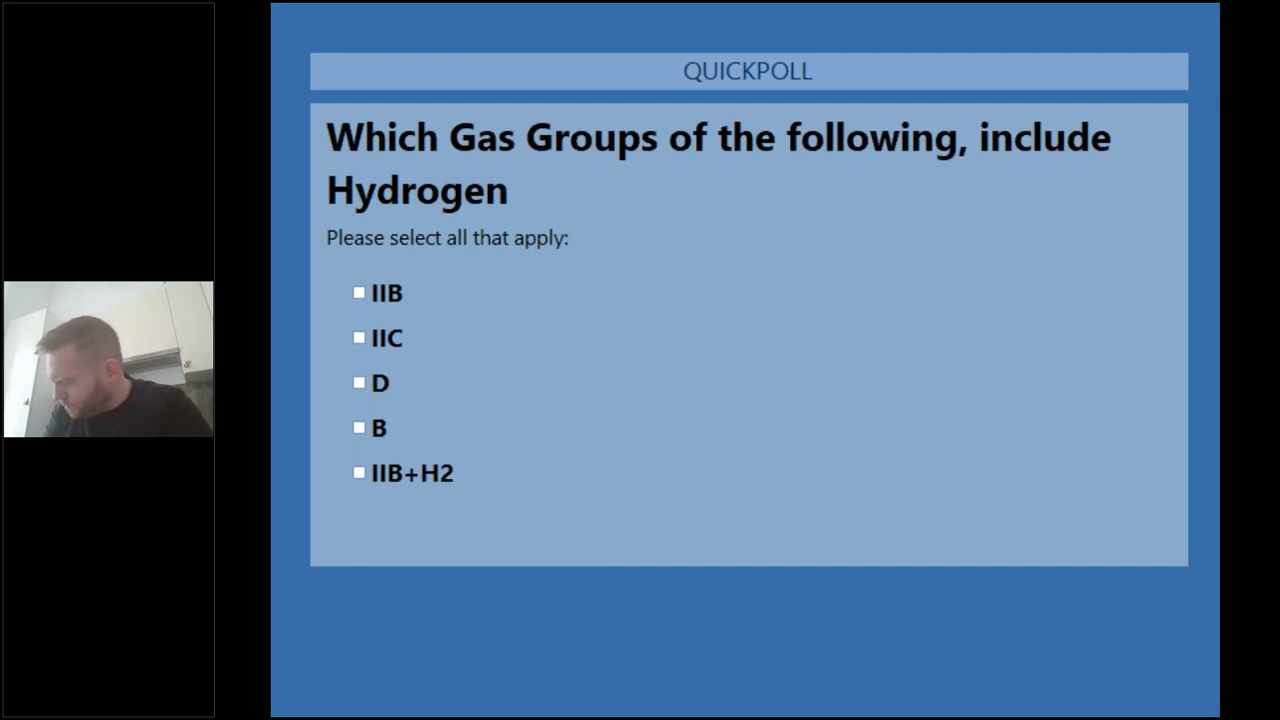 QUICKPOLL
Which Gas Groups of the following, include
Hydrogen
Please select all that apply:
IIB
IIC
D
B
IIB+H2